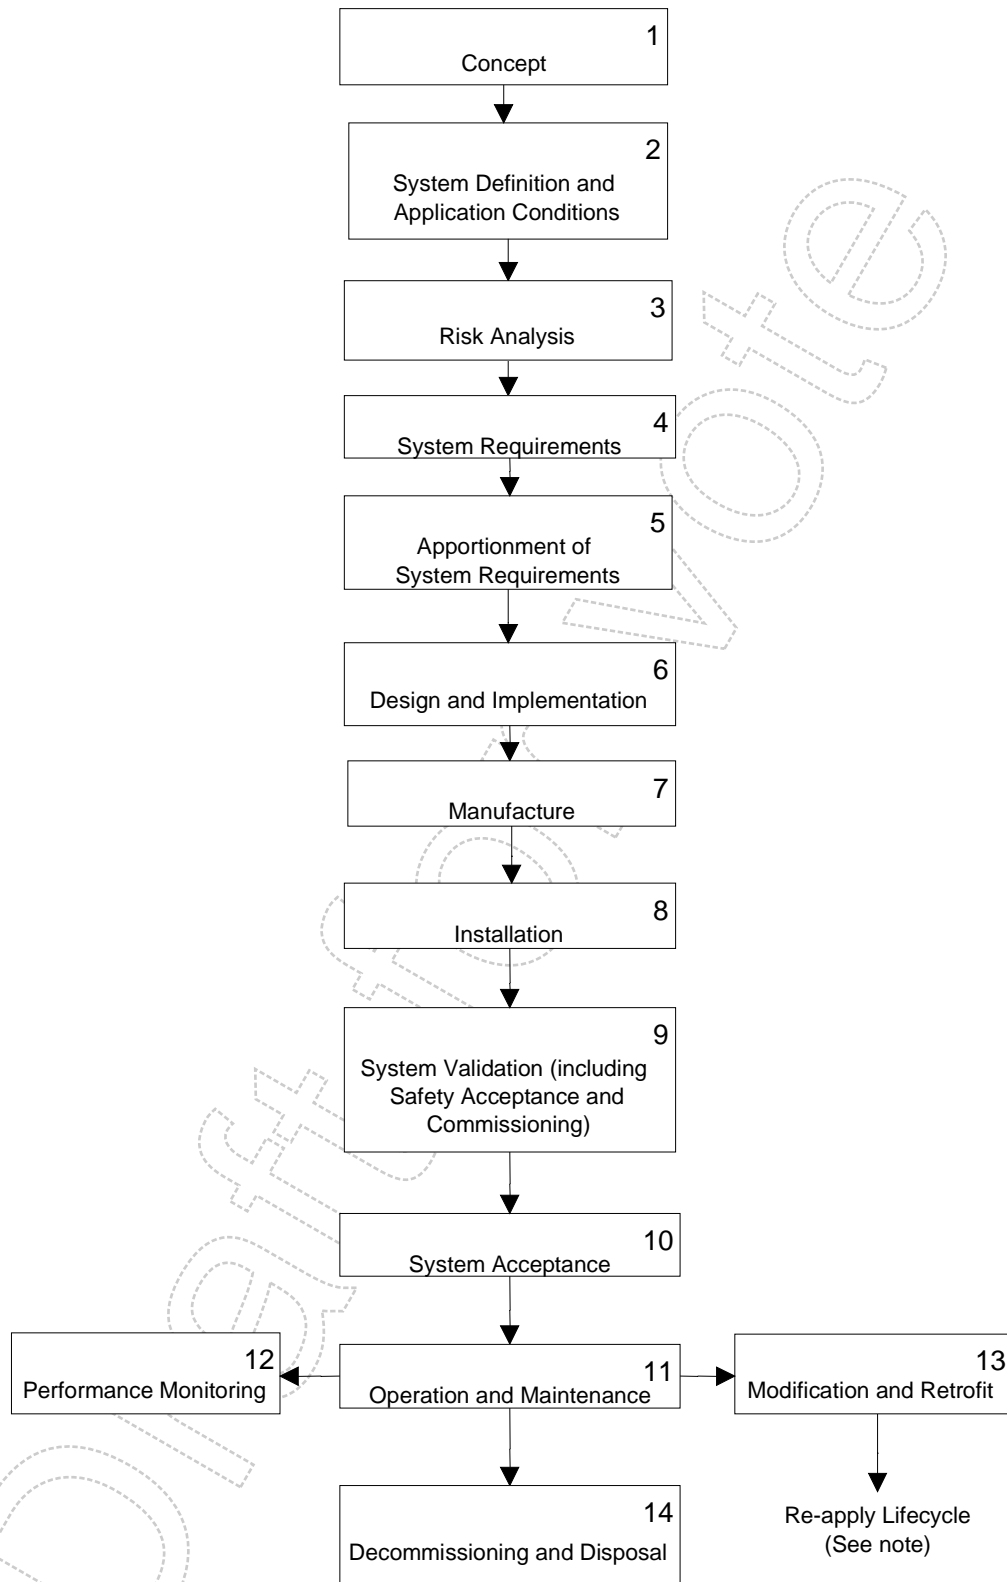 1
Concept
2
System Definition and
Application Conditions
3
Risk Analysis
4
System Requirements
5
Apportionment of
System Requirements
6
Design and Implementation
7
Manufacture
8
Installation
9
System Validation (including
Safety Acceptance and
Commissioning)
10
System Acceptance
12
Performance Monitoring
11
Operation and Maintenance
13
Modification and Retrofit
14
Decommissioning and Disposal
Re-apply Lifecycle
(See note)
Draft for vote